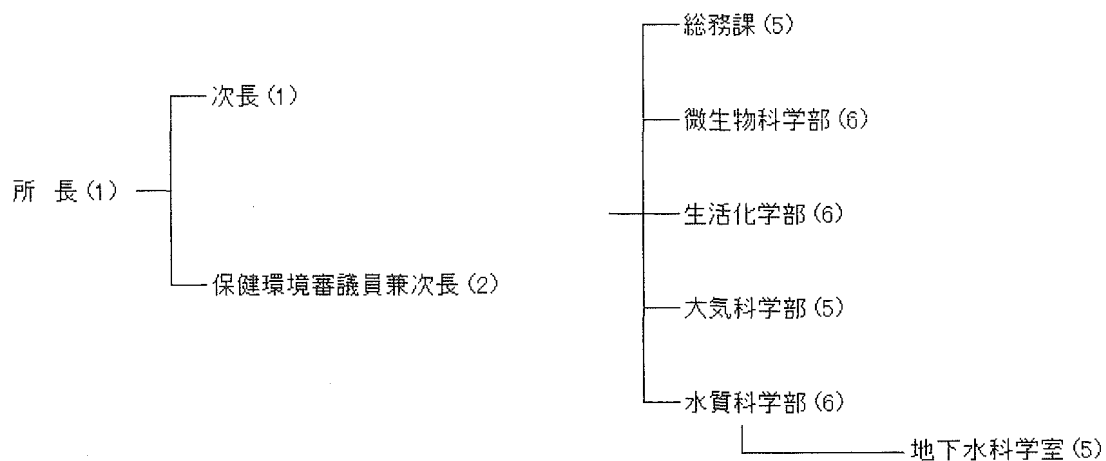 所 長 (1)
次長 (1)
保健環境審議員兼次長 (2)
総務課 (5)
微生物科学部 (6)
生活化学部 (6)
大気科学部 (5)
水質科学部 (6)
地下水科学室 (5)